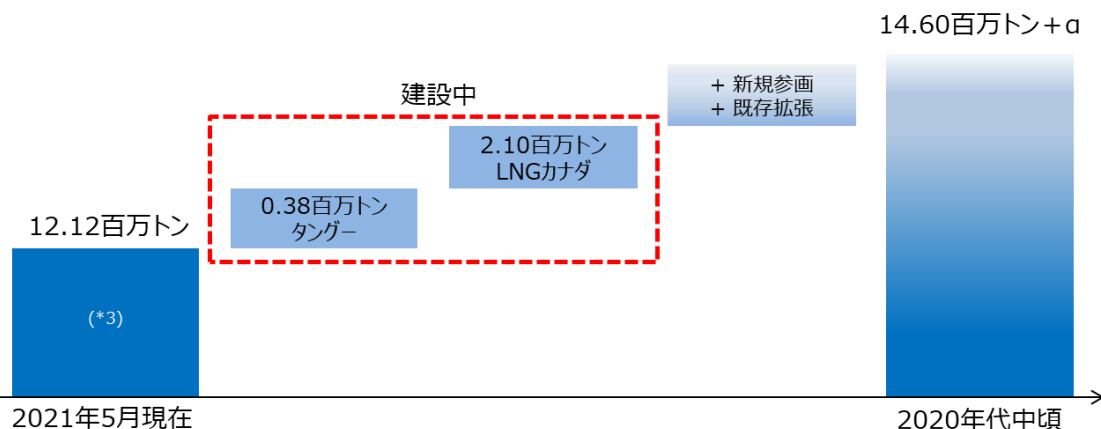 14.60百万トン＋α
建設中
+ 新規参画
+ 既存拡張
2.10百万トン
LNGカナダ
0.38百万トン
タングー
12.12百万トン
(*3)
2021年5月現在
2020年代中頃